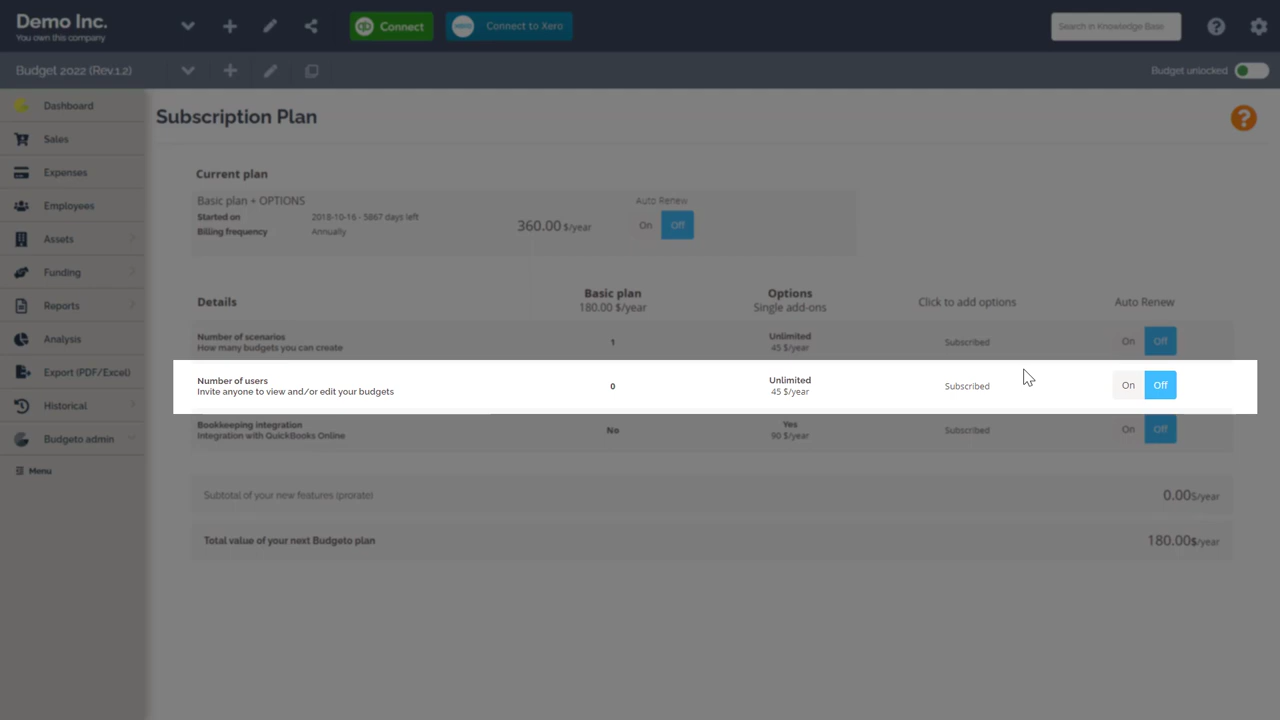 Demo Inc.
You own this company
Connect
Connect to Xero
Search in Knowledge Base
Budget 2022 (Rev.1.2)
Budget unlocked
Dashboard
Sales
Expenses
Employees
Assets
Funding
Reports
Analysis
Export (PDF/Excel)
Historical
Budgeto admin
Menu
Subscription Plan
Current plan
Basic plan + OPTIONS
Started on 2018-10-16 - 5867 days left
Billing frequency Annually
360.00 $/year
Auto Renew
On Off
Details Basic plan Options Click to add options Auto Renew
180.00 $/year Single add-ons
Number of scenarios 1 Unlimited Subscribed On Off
How many budgets you can create 45 $/year
Number of users 0 Unlimited Subscribed On Off
Invite anyone to view and/or edit your budgets 45 $/year
Bookkeeping integration No Yes Subscribed On Off
Integration with QuickBooks Online 90 $/year
Subtotal of your new features (prorate) 0.00$/year
Total value of your next Budgeto plan 180.00$/year